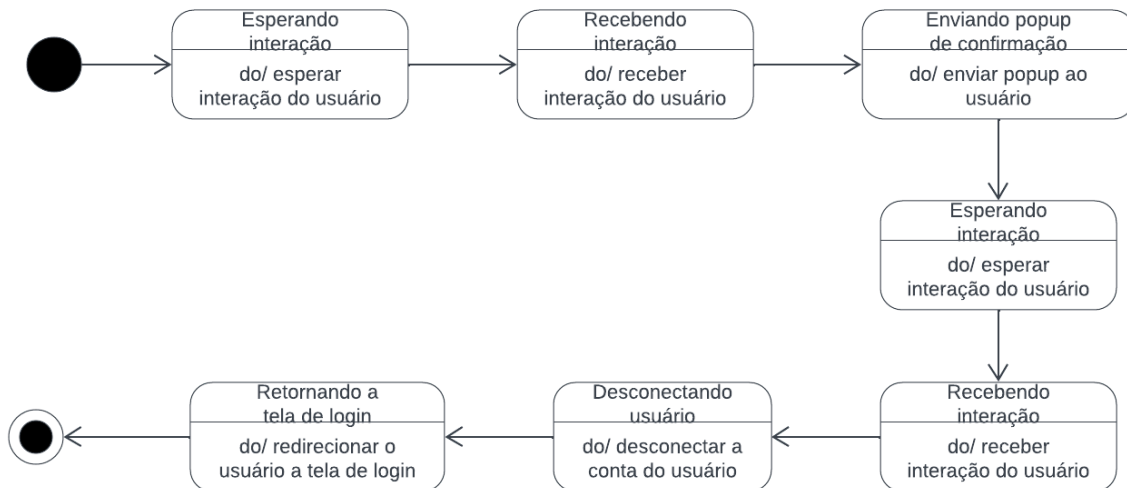 Esperando
interação
do/ esperar
interação do usuário
Recebendo
interação
do/ receber
interação do usuário
Enviando popup
de confirmação
do/ enviar popup ao
usuário
Esperando
interação
do/ esperar
interação do usuário
Recebendo
interação
do/ receber
interação do usuário
Desconectando
usuário
do/ desconectar a
conta do usuário
Retornando a
tela de login
do/ redirecionar o
usuário a tela de login